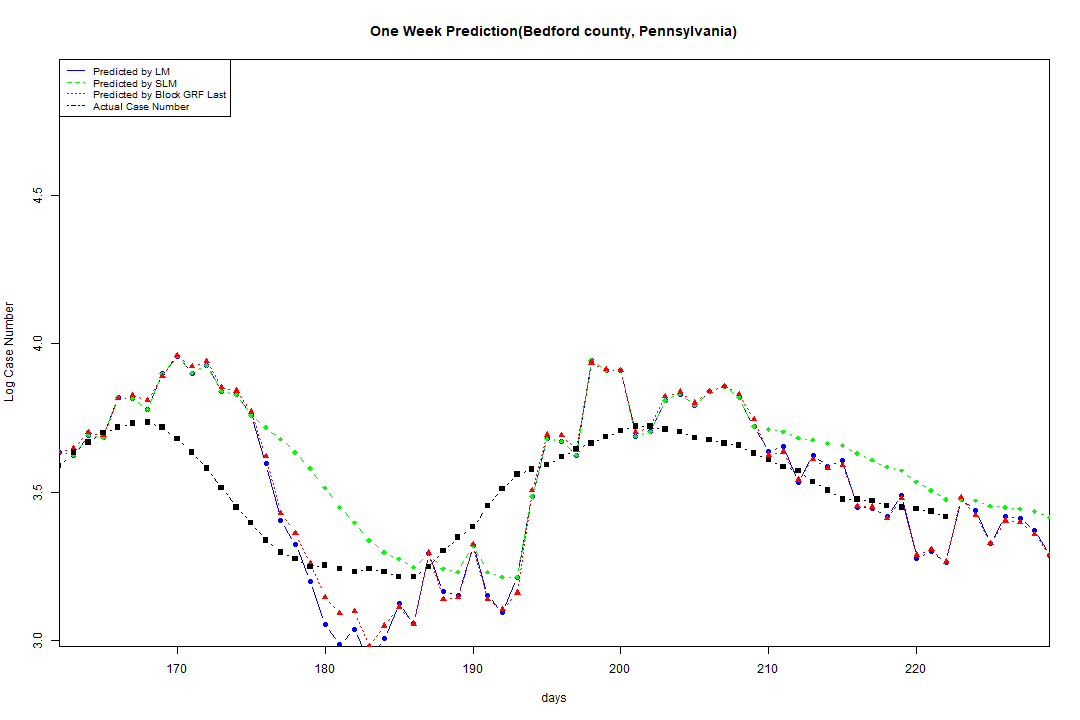 One Week Prediction(Bedford county, Pennsylvania)
Predicted by LM
Predicted by SLM
Predicted by Block GRF Last
Actual Case Number
Log Case Number
4.5
4.0
3.5
3.0
170 180 190 200 210 220
days